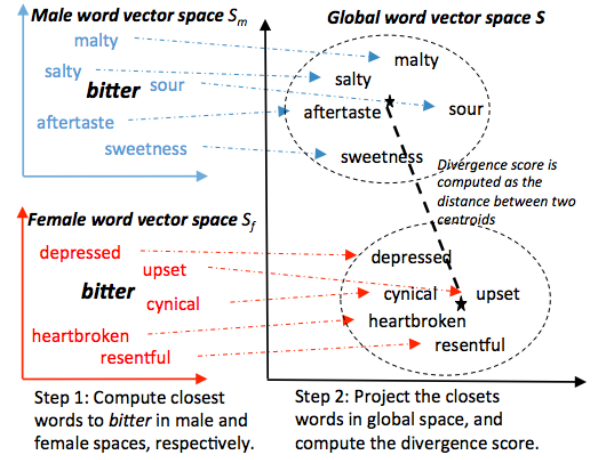 Male word vector space Sm
malty
salty
bitter
sour
aftertaste
sweetness
Female word vector space Sf
depressed
upset
bitter
cynical
heartbroken
resentful
Step 1: Compute closest
words to bitter in male and
female spaces, respectively.
Global word vector space S
malty
salty
aftertaste
sour
sweetness
Divergence score is
computed as the
distance between two
centroids
depressed
cynical
upset
heartbroken
resentful
Step 2: Project the closets
words in global space, and
compute the divergence score.